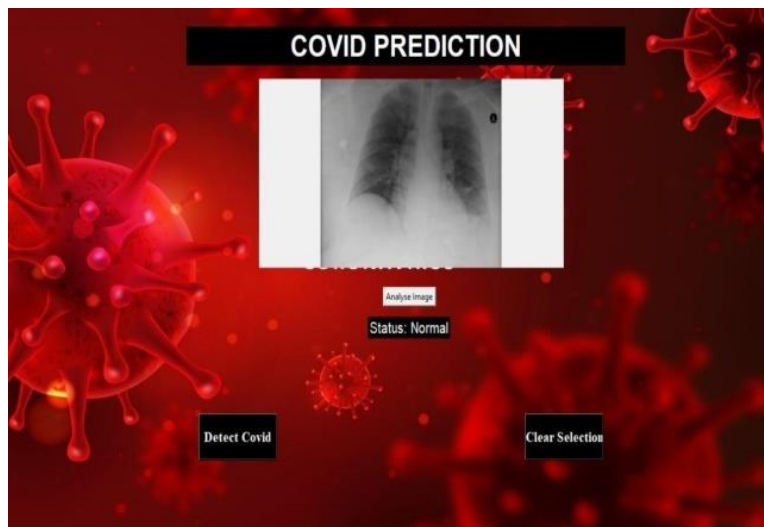 COVID PREDICTION
Analyse Image
Status: Normal
Detect Covid
Clear Selection